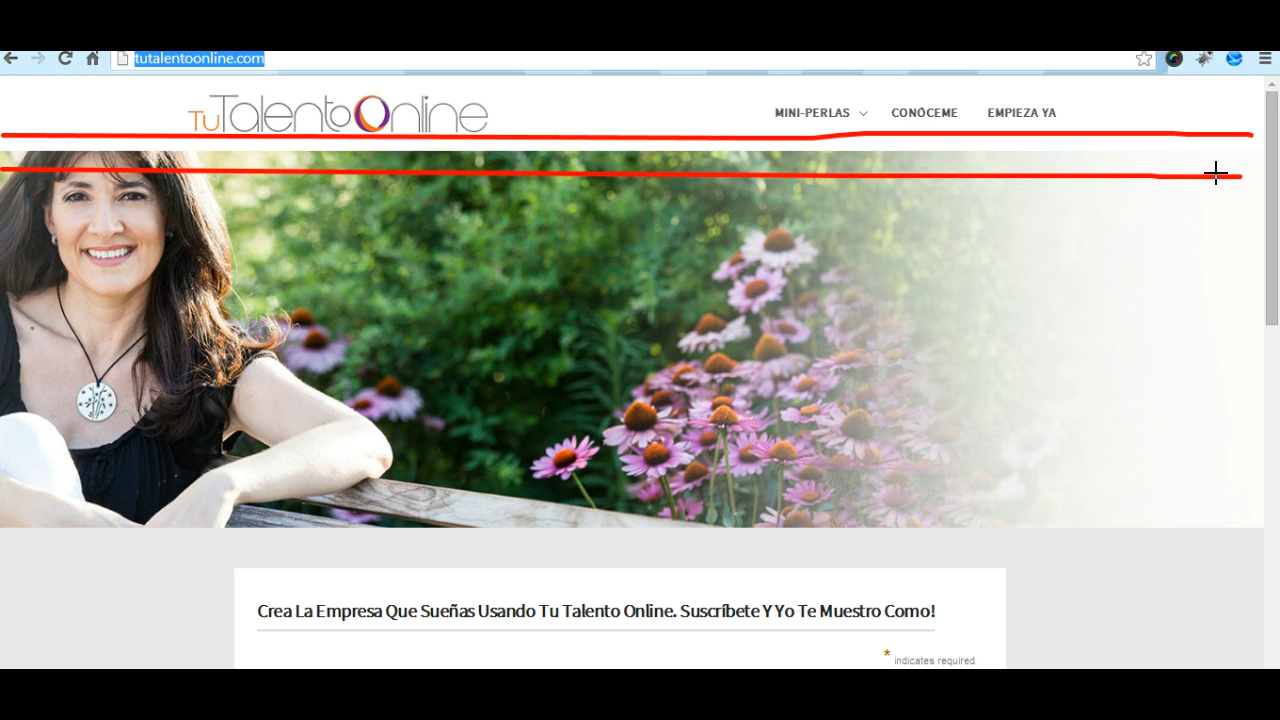 tutalentoonline.com
TuTalentoOnline
MINI-PERLAS CONÓCEME EMPIEZA YA
Crea La Empresa Que Sueñas Usando Tu Talento Online. Suscríbete Y Yo Te Muestro Como!
* indicates required